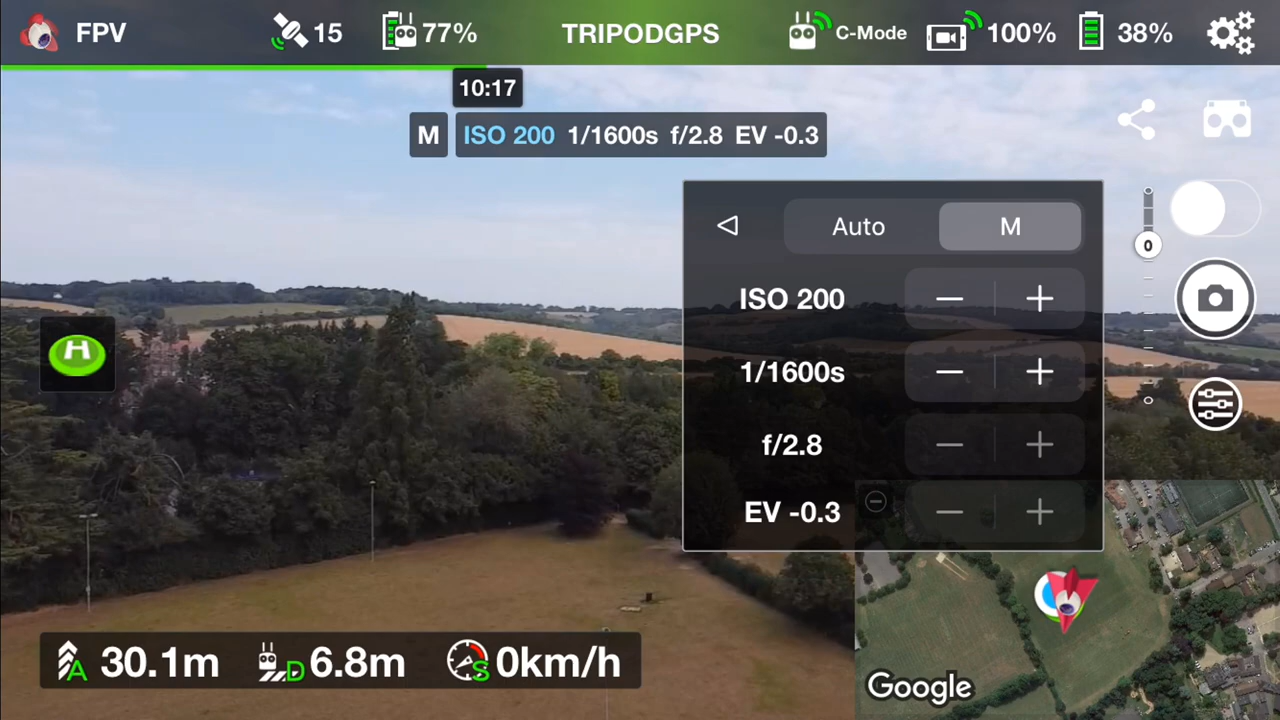 FPV 15 77% TRIPODGPS C-Mode 100% 38%
10:17
M ISO 200 1/1600s f/2.8 EV -0.3
Auto M
0
ISO 200 − +
H
1/1600s − +
f/2.8 − +
EV -0.3 − +
A 30.1m D 6.8m S 0km/h
Google